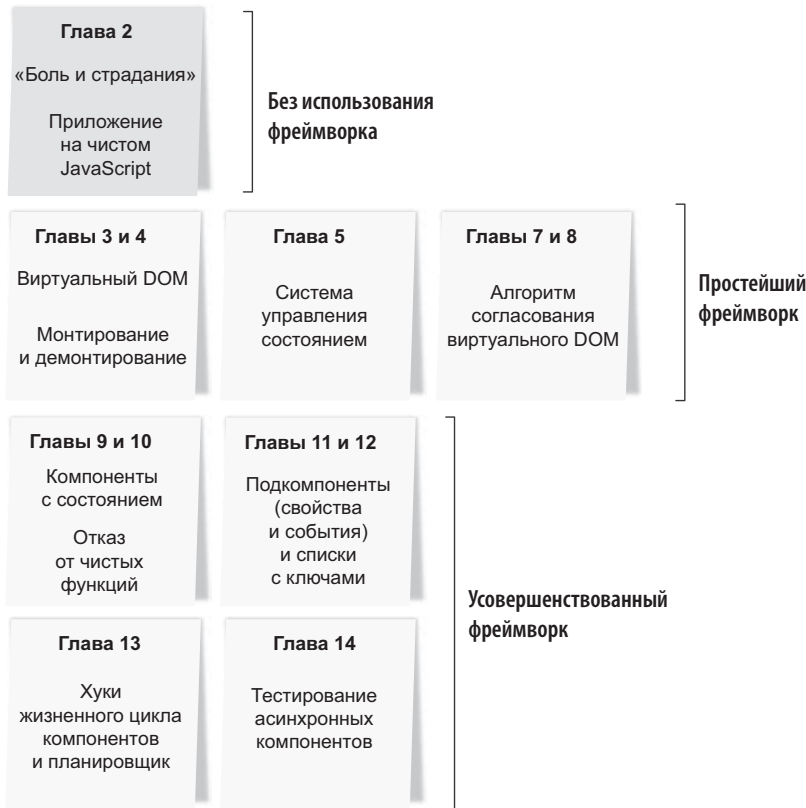 Глава 2
«Боль и страдания»
Приложение
на чистом
JavaScript
Без использования
фреймворка
Главы 3 и 4
Виртуальный DOM
Монтирование
и демонтирование
Глава 5
Система
управления
состоянием
Главы 7 и 8
Алгоритм
согласования
виртуального DOM
Простейший
фреймворк
Главы 9 и 10
Компоненты
с состоянием
Отказ
от чистых
функций
Главы 11 и 12
Подкомпоненты
(свойства
и события)
и списки
с ключами
Глава 13
Хуки
жизненного цикла
компонентов
и планировщик
Глава 14
Тестирование
асинхронных
компонентов
Усовершенствованный
фреймворк